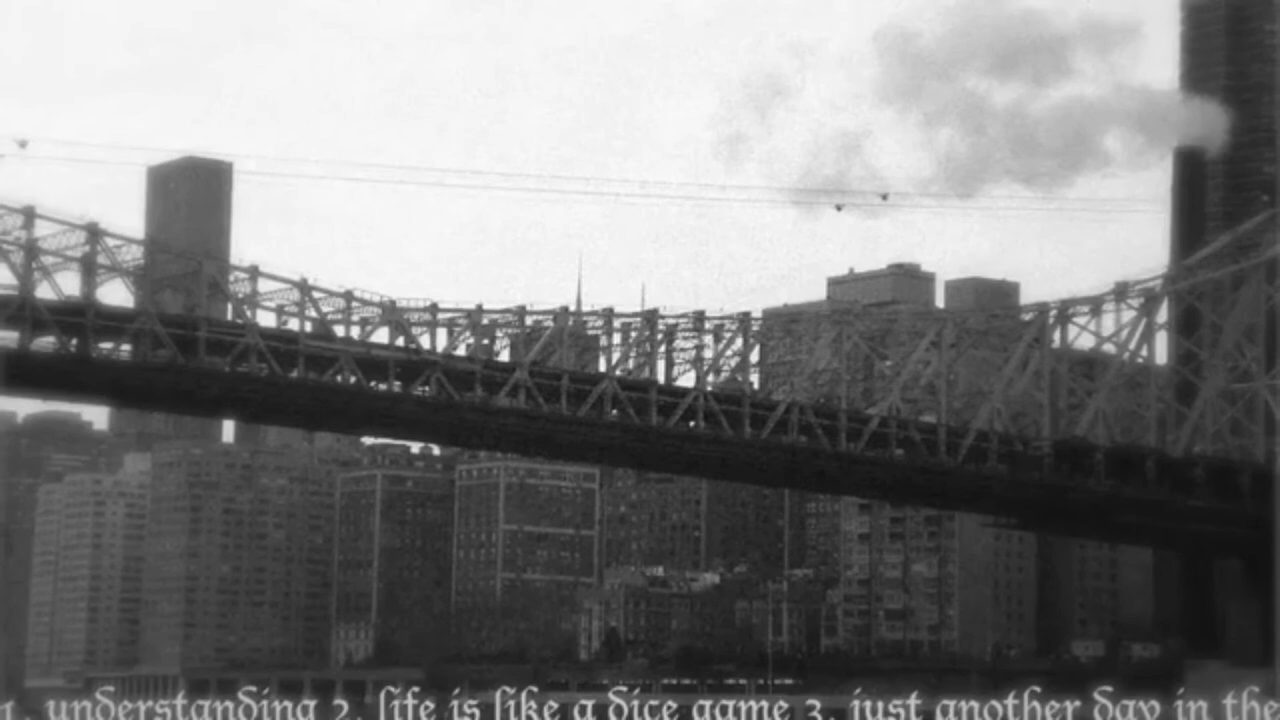 1. understanding 2. life is like a dice game 3. just another day in the